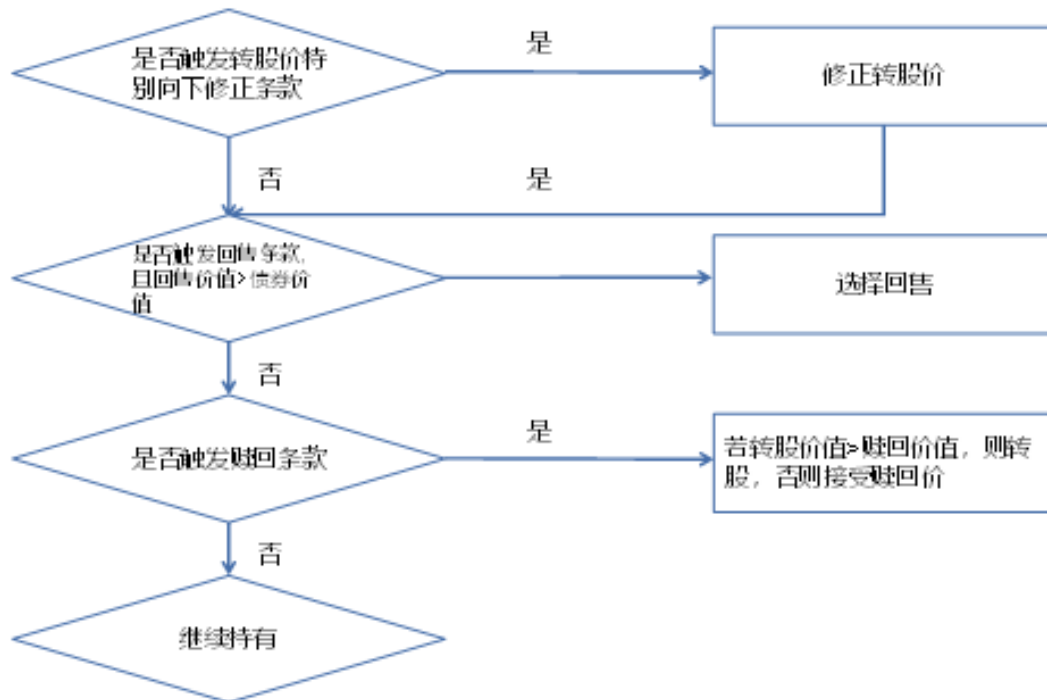 是否触发转股价特
别向下修正条款
是
修正转股价
否
是
是否触发回售条款,
且回售价值>债券价
值
选择回售
否
是否触发赎回条款
是
若转股价值>赎回价值，则转
股，否则接受赎回价
否
继续持有